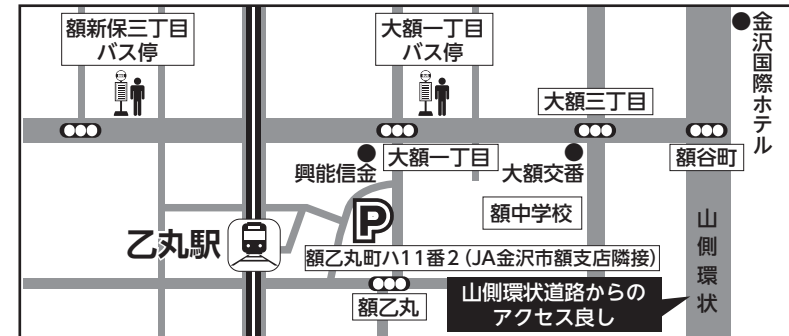 額新保三丁目
バス停
大額一丁目
バス停
金沢国際ホテル
大額三丁目
大額一丁目
額谷町
興能信金
大額交番
P
額中学校
乙丸駅
額乙丸町ハ11番2（JA金沢市額支店隣接）
額乙丸
山側環状道路からの
アクセス良し
山側環状